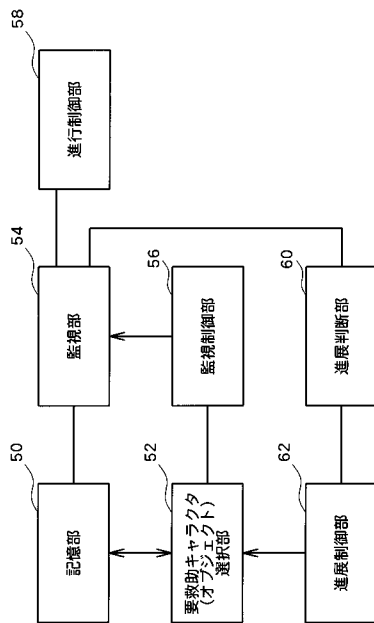 50
記憶部
54
監視部
58
進行制御部
52
要救助キャラクタ
(オブジェクト)
選択部
56
監視制御部
62
進展制御部
60
進展判断部